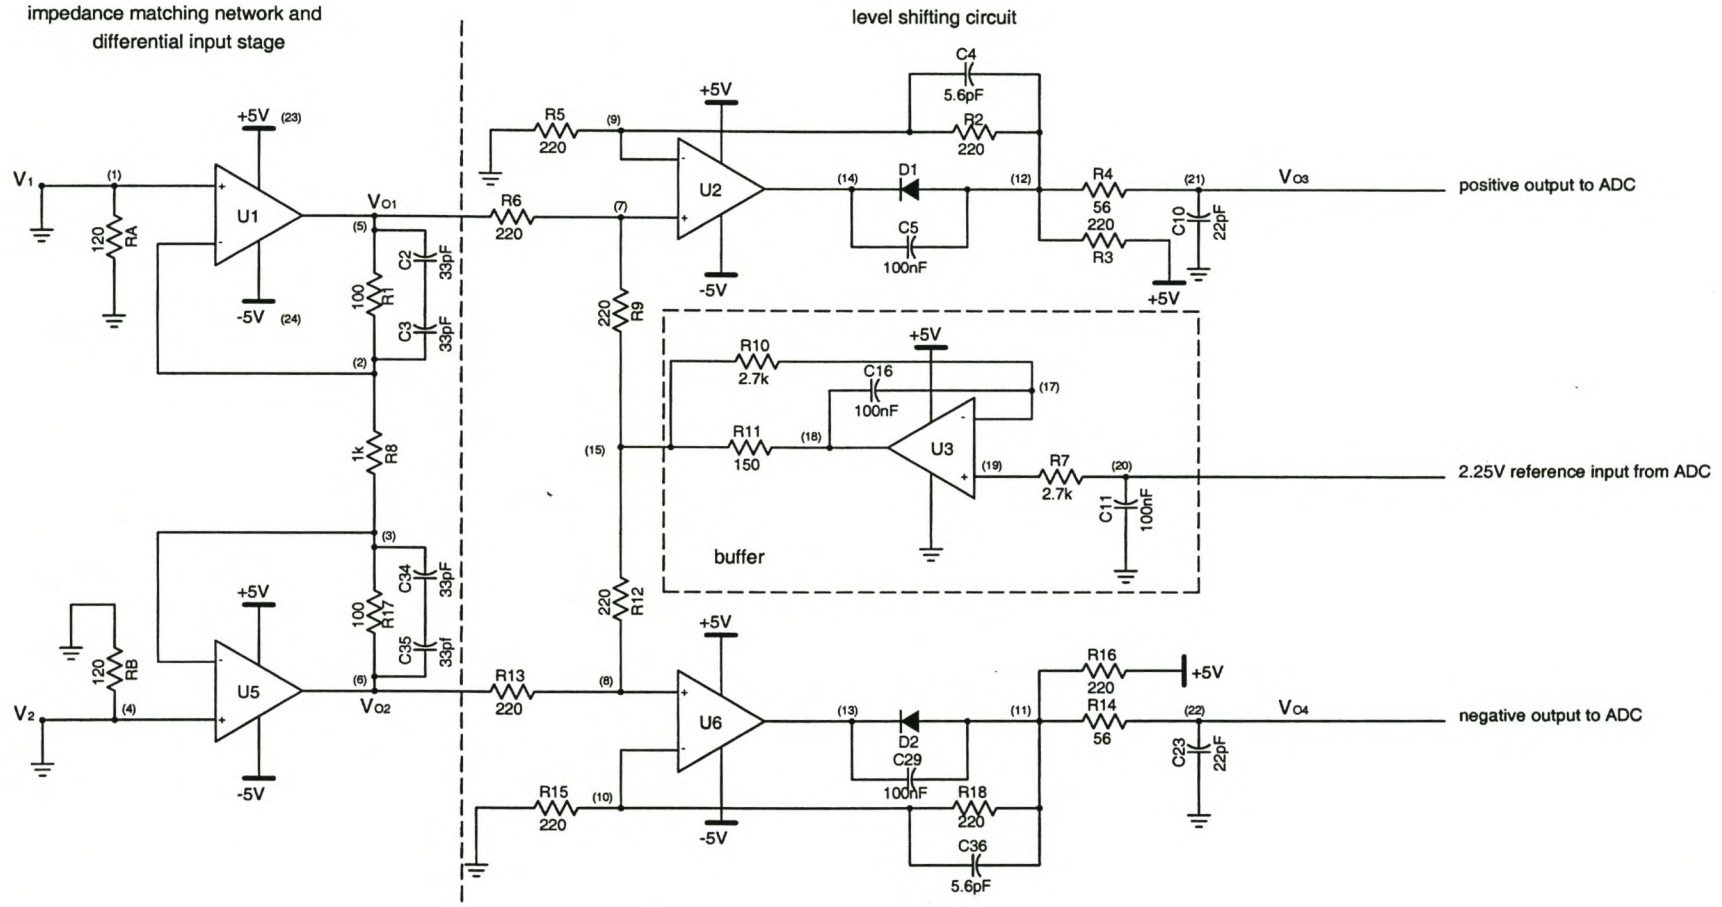 impedance matching network and
differential input stage
level shifting circuit
C4
5.6pF
+5V
+5V (23)
R5
220
(9)
R2
220
V1
(1)
+
U1
-
120
RA
-5V (24)
VO1
(5)
C2
33pF
100
R1
C3
33pF
(2)
R6
220
(7)
-
U2
+
-5V
(14)
D1
C5
100nF
(12)
R4
56
220
R3
+5V
(21)
C10
22pF
VO3
positive output to ADC
220
R9
R10
2.7k
+5V
C16
100nF
(17)
1k
R8
(15)
R11
150
(18)
-
U3
+
(19)
R7
2.7k
(20)
C11
100nF
2.25V reference input from ADC
buffer
(3)
C34
33pF
100
R17
C35
33pf
+5V
-
U5
+
-5V
120
RB
V2
(4)
(6)
VO2
220
R12
R13
220
(8)
+5V
+
U6
-
-5V
(13)
D2
C29
100nF
(11)
R16
220
+5V
R14
56
(22)
C23
22pF
VO4
negative output to ADC
R15
220
(10)
R18
220
C36
5.6pF